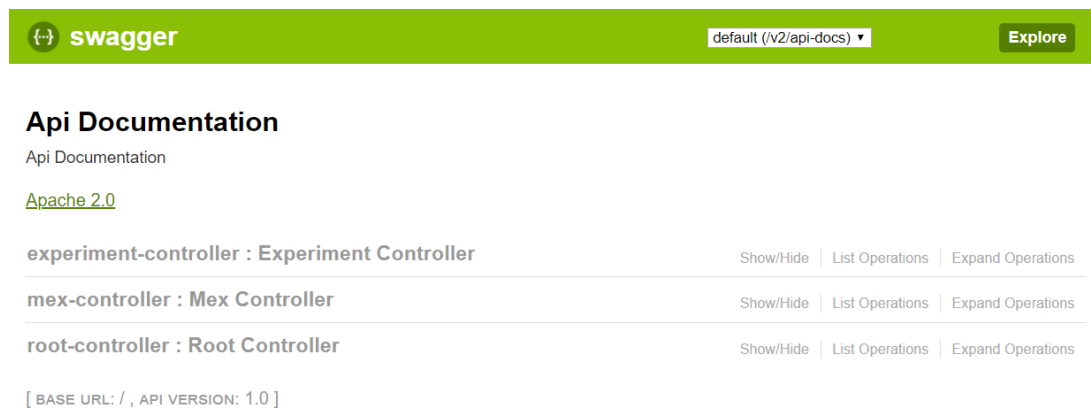 {···} swagger default (/v2/api-docs) ▼ Explore
Api Documentation
Api Documentation
Apache 2.0
experiment-controller : Experiment Controller Show/Hide List Operations Expand Operations
mex-controller : Mex Controller Show/Hide List Operations Expand Operations
root-controller : Root Controller Show/Hide List Operations Expand Operations
[ BASE URL: / , API VERSION: 1.0 ]